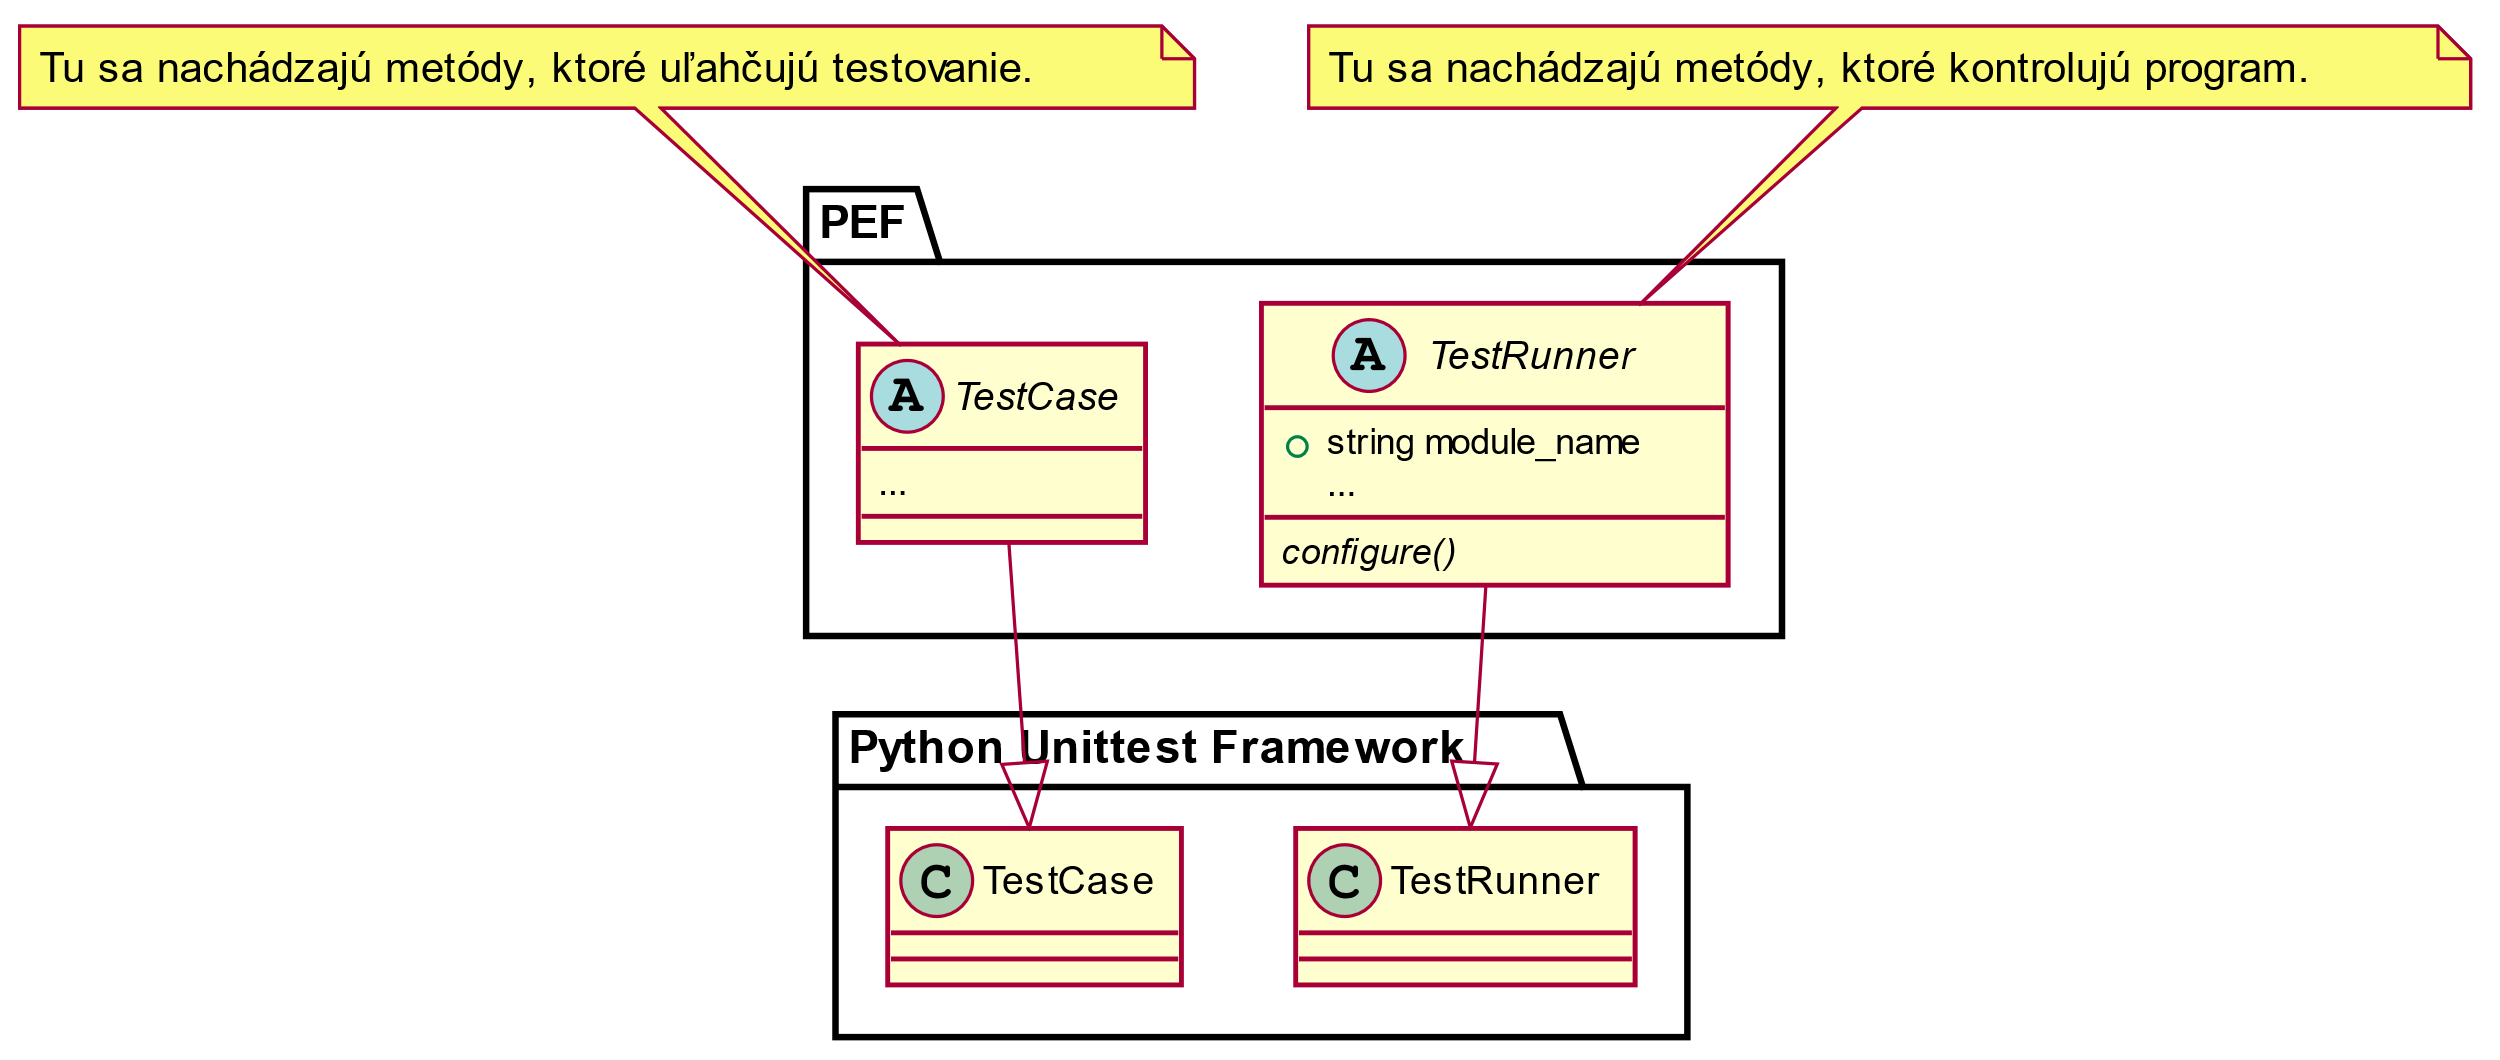 Tu sa nachádzajú metódy, ktoré uľahčujú testovanie.
Tu sa nachádzajú metódy, ktoré kontrolujú program.
PEF
A TestCase
...
A TestRunner
string module_name
...
configure()
Python Unittest Framework
C TestCase
C TestRunner